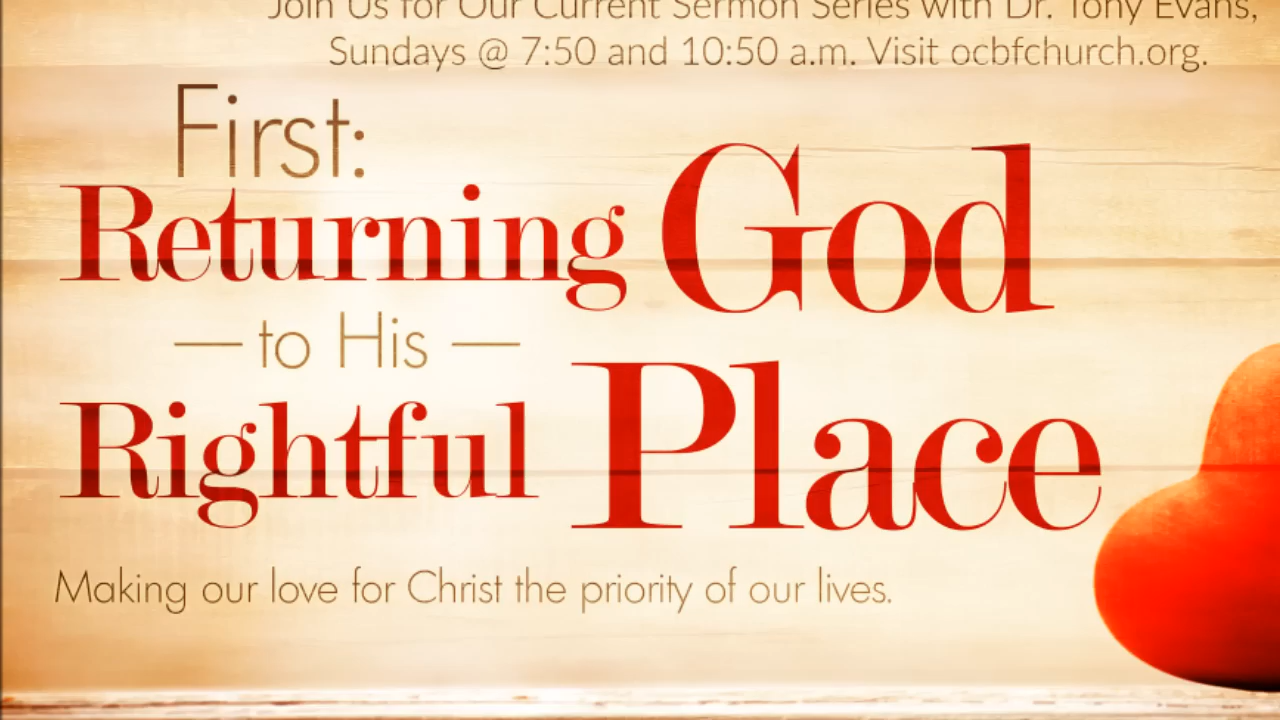 Join Us for Our Current Sermon Series with Dr. Tony Evans,
Sundays @ 7:50 and 10:50 a.m. Visit ocbfchurch.org.
First:
Returning God
— to His —
Rightful Place
Making our love for Christ the priority of our lives.